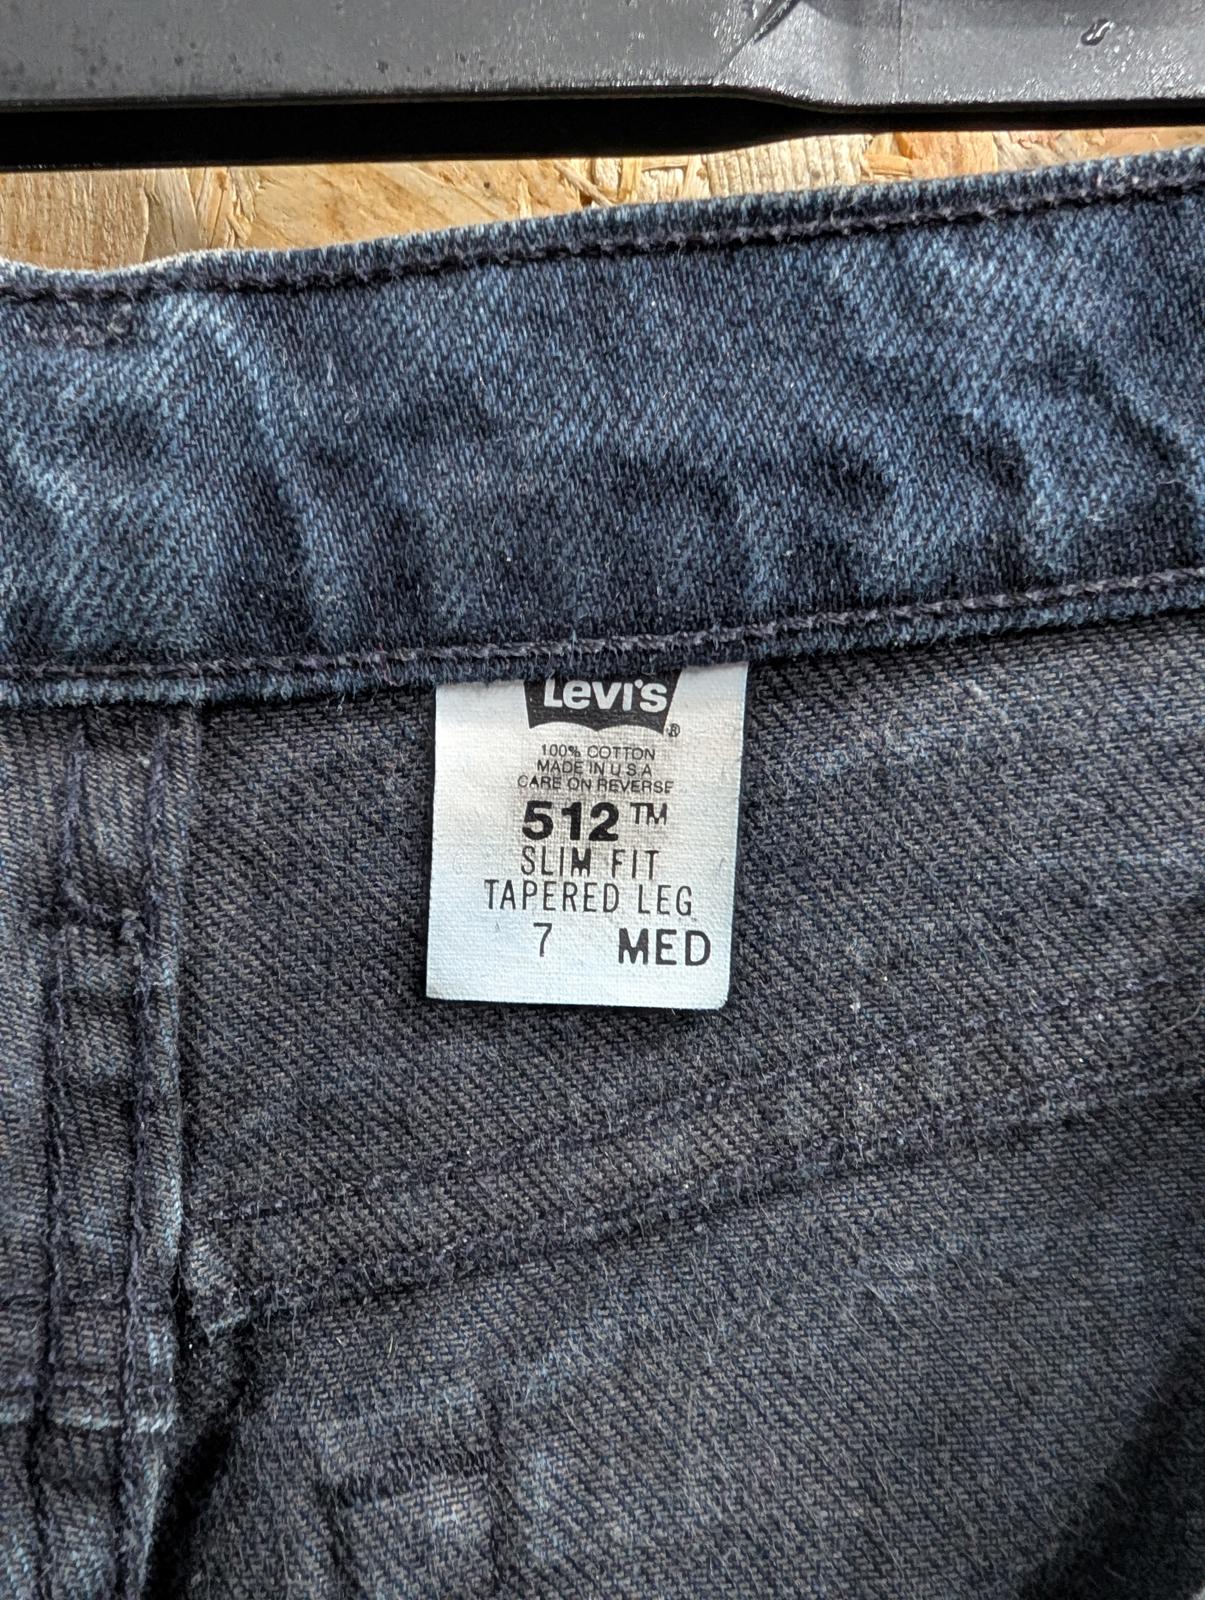 Levi's®
100% COTTON
MADE IN U S A
CARE ON REVERSE
512™
SLIM FIT
TAPERED LEG
7 MED